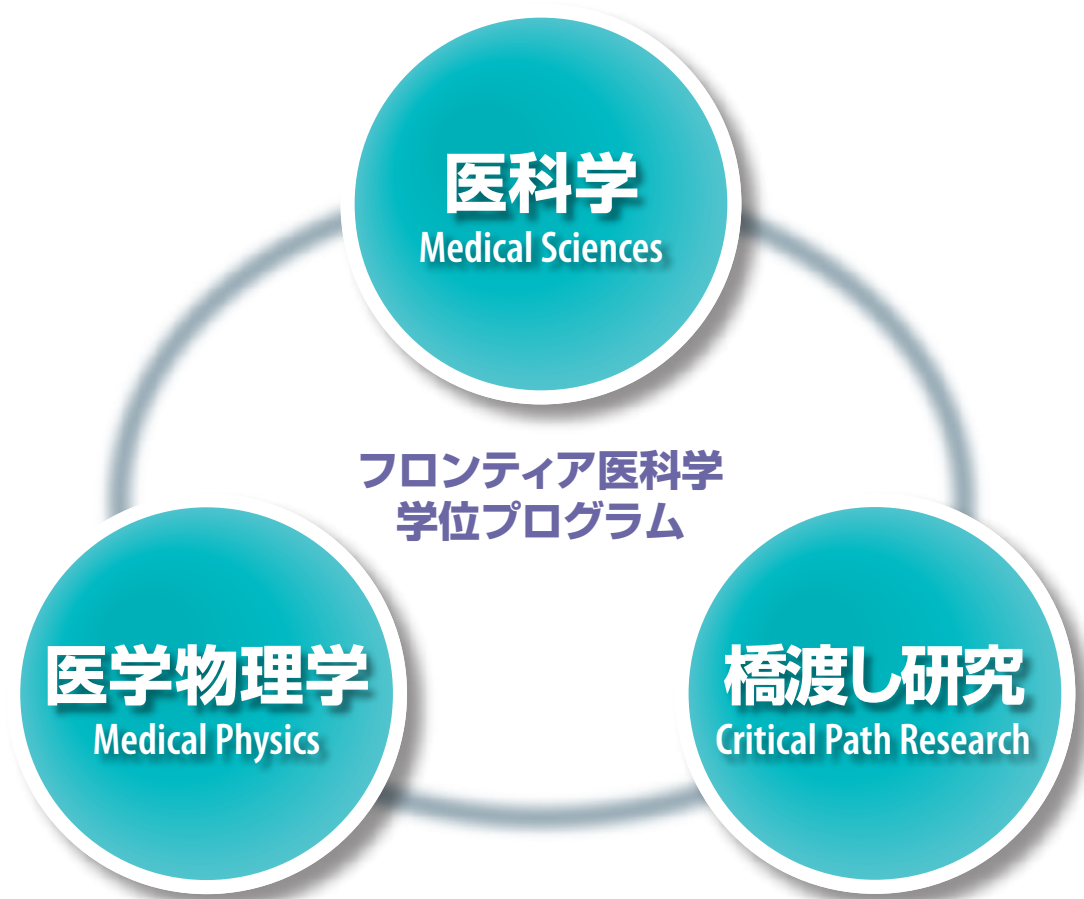 医科学
Medical Sciences
フロンティア医科学
学位プログラム
医学物理学
Medical Physics
橋渡し研究
Critical Path Research